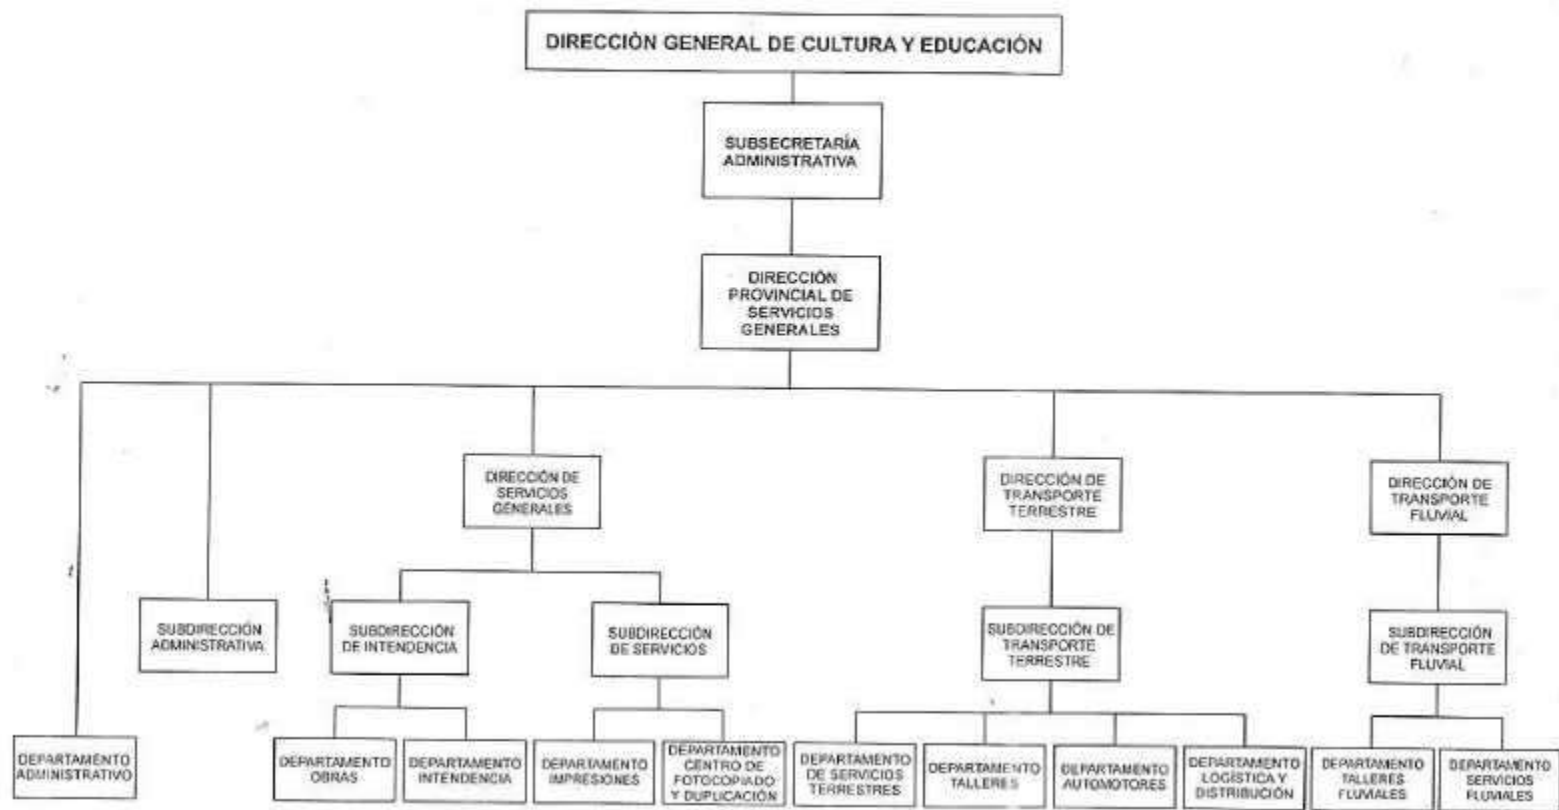 DIRECCIÓN GENERAL DE CULTURA Y EDUCACIÓN
SUBSECRETARÍA
ADMINISTRATIVA
DIRECCIÓN
PROVINCIAL DE
SERVICIOS
GENERALES
DIRECCIÓN DE
SERVICIOS
GENERALES
DIRECCIÓN DE
TRANSPORTE
TERRESTRE
DIRECCIÓN DE
TRANSPORTE
FLUVIAL
SUBDIRECCIÓN
ADMINISTRATIVA
SUBDIRECCIÓN
DE INTENDENCIA
SUBDIRECCIÓN
DE SERVICIOS
SUBDIRECCIÓN DE
TRANSPORTE
TERRESTRE
SUBDIRECCIÓN
DE TRANSPORTE
FLUVIAL
DEPARTAMENTO
ADMINISTRATIVO
DEPARTAMENTO
OBRAS
DEPARTAMENTO
INTENDENCIA
DEPARTAMENTO
IMPRESIONES
DEPARTAMENTO
CENTRO DE
FOTOCOPIADO
Y DUPLICACIÓN
DEPARTAMENTO
DE SERVICIOS
TERRESTRES
DEPARTAMENTO
TALLERES
DEPARTAMENTO
AUTOMOTORES
DEPARTAMENTO
LOGÍSTICA Y
DISTRIBUCIÓN
DEPARTAMENTO
TALLERES
FLUVIALES
DEPARTAMENTO
SERVICIOS
FLUVIALES